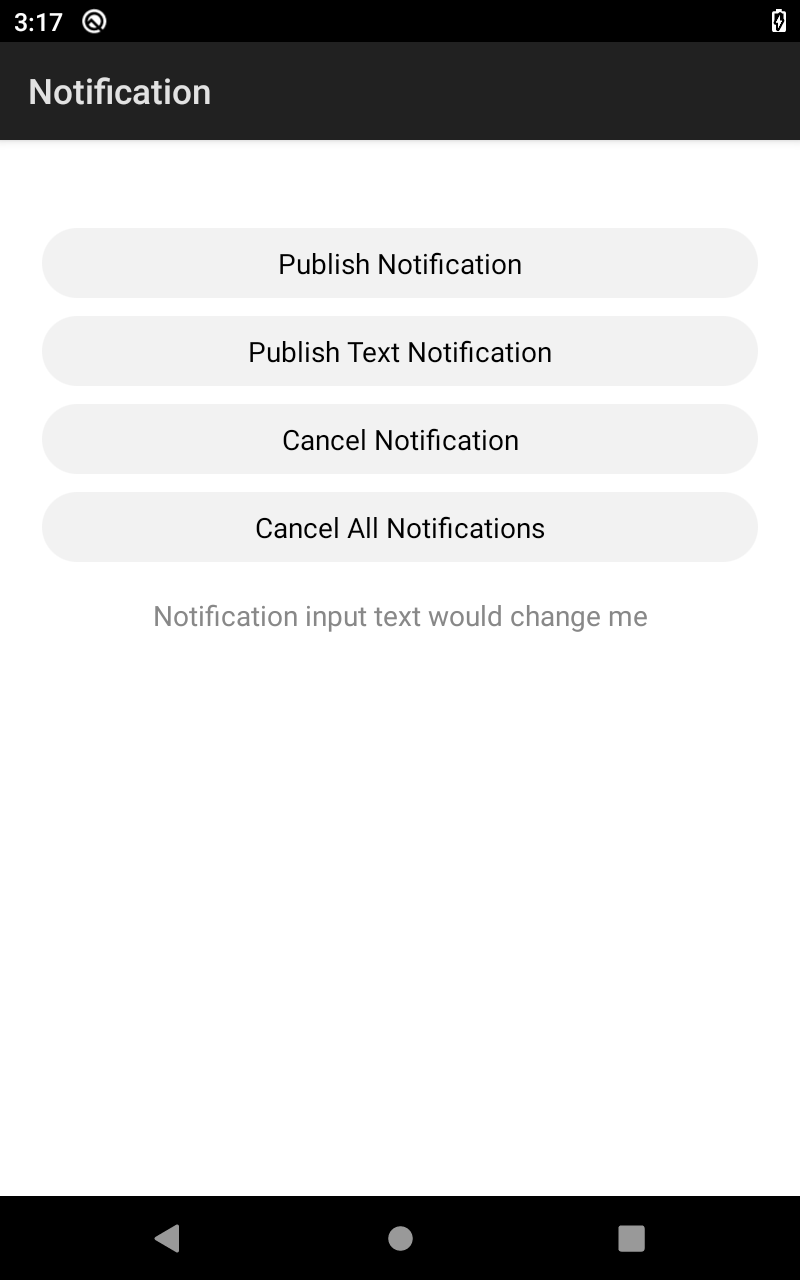 3:17
Notification
Publish Notification
Publish Text Notification
Cancel Notification
Cancel All Notifications
Notification input text would change me